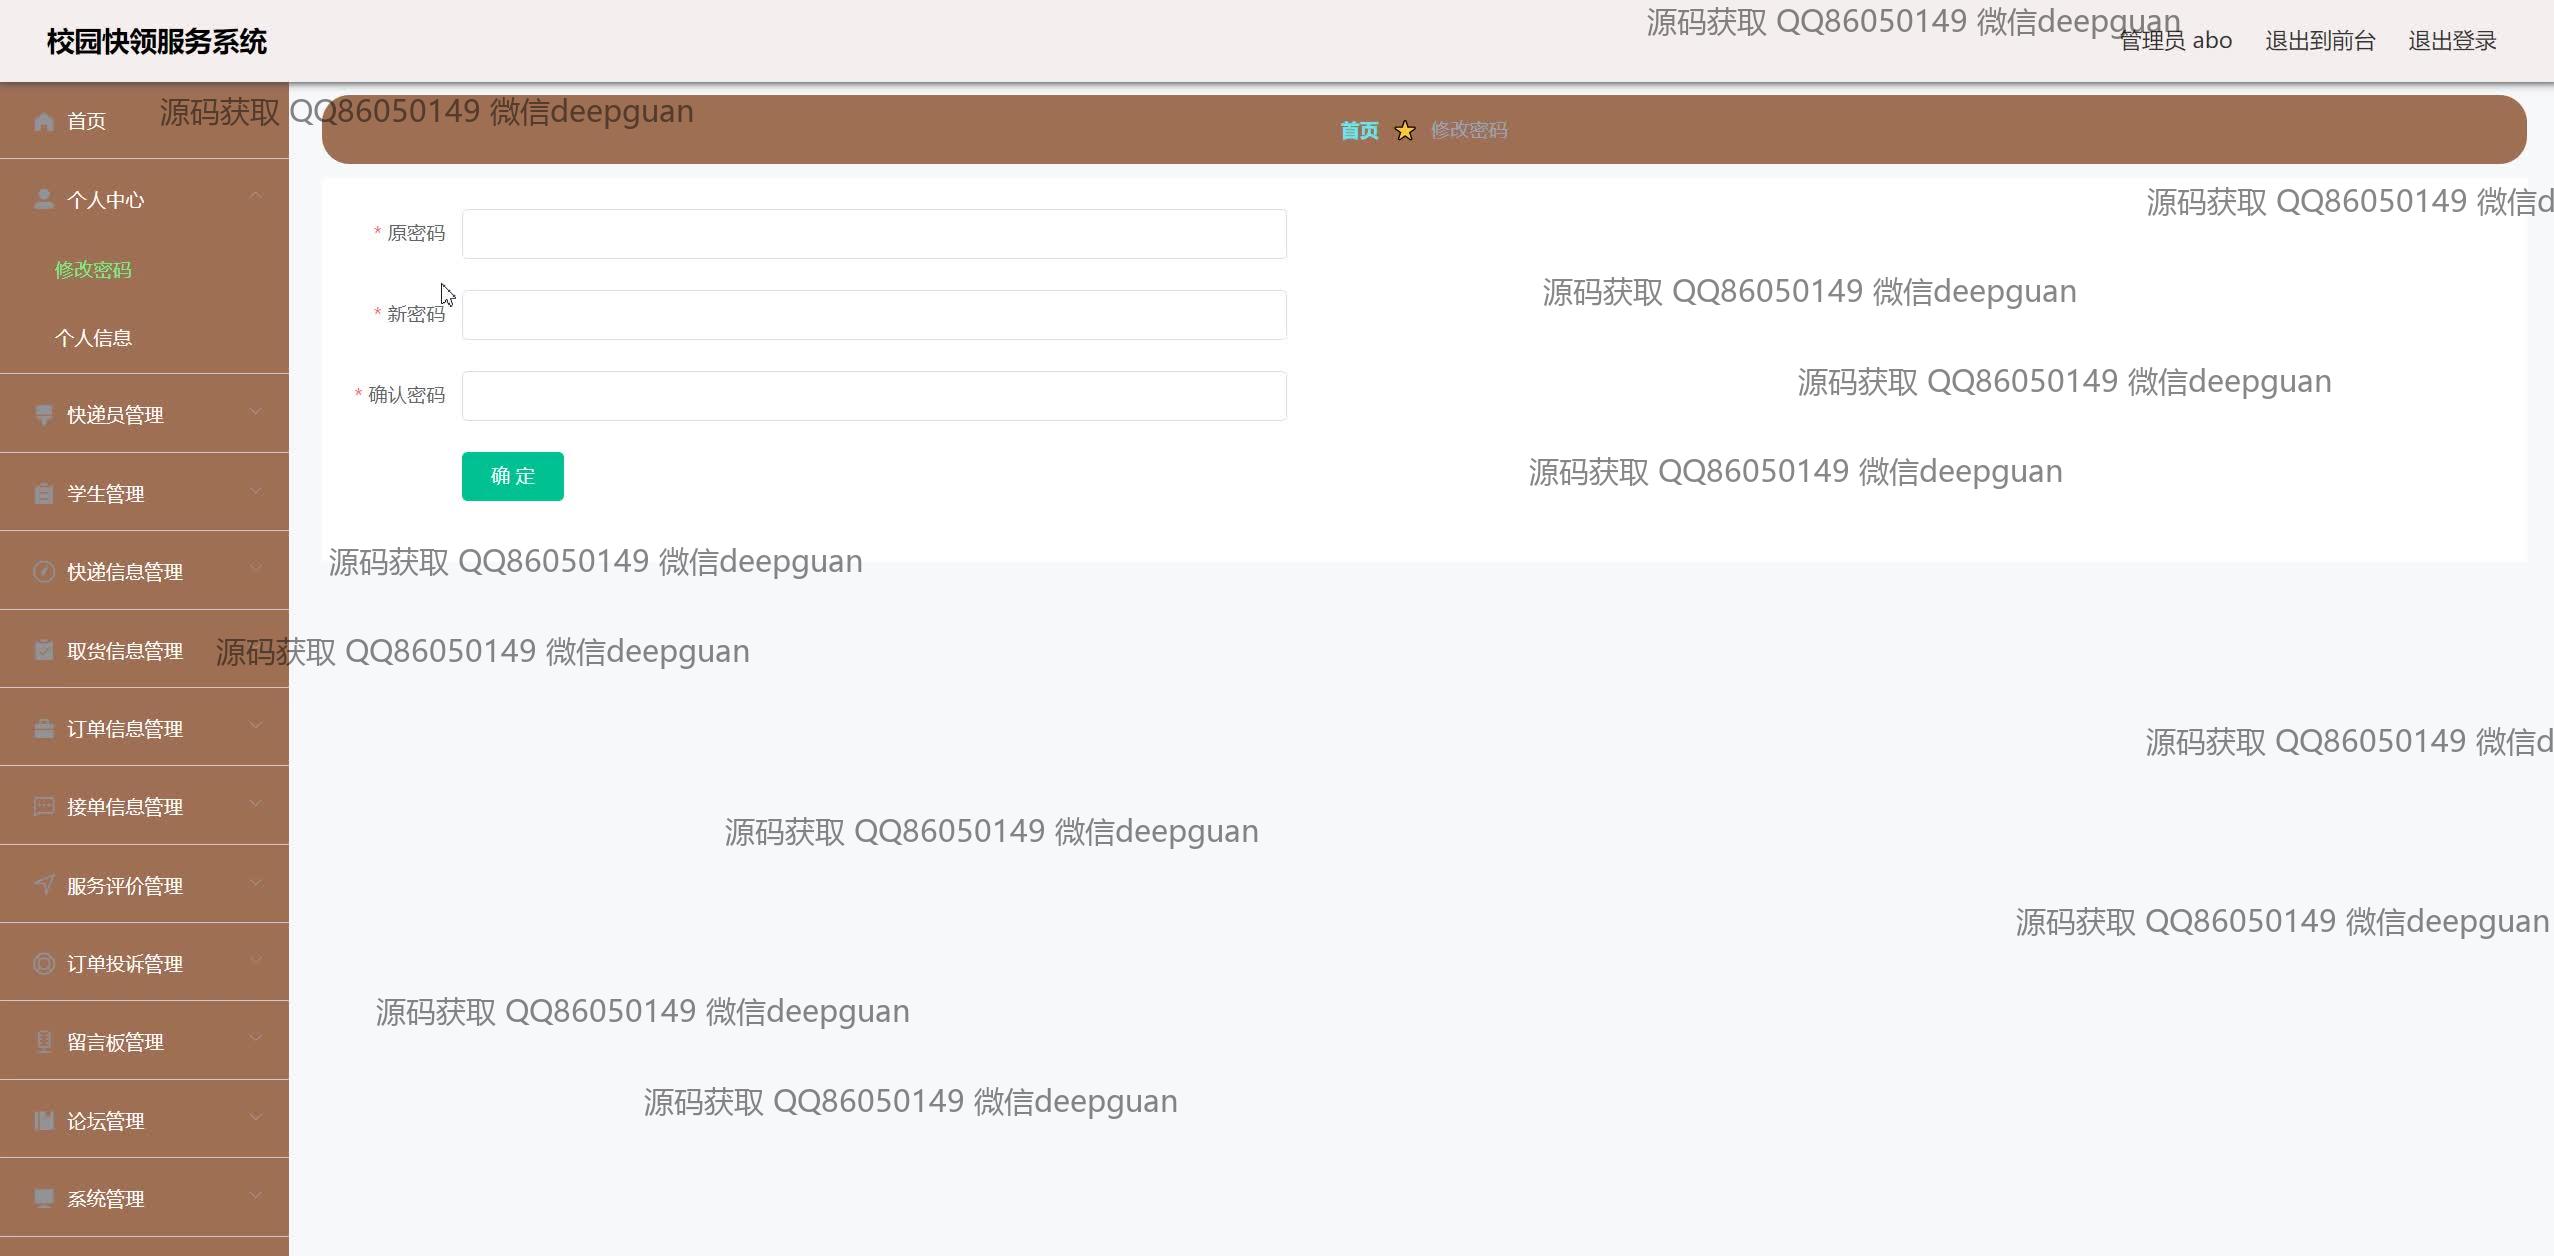 校园快领服务系统
源码获取 QQ86050149 微信deepguan
管理员 abo 退出到前台 退出登录
首页
源码获取 QQ86050149 微信deepguan
首页 修改密码
个人中心
源码获取 QQ86050149 微信d
* 原密码
修改密码
源码获取 QQ86050149 微信deepguan
* 新密码
个人信息
源码获取 QQ86050149 微信deepguan
* 确认密码
快递员管理
源码获取 QQ86050149 微信deepguan
确 定
学生管理
源码获取 QQ86050149 微信deepguan
快递信息管理
取货信息管理
源码获取 QQ86050149 微信deepguan
订单信息管理
源码获取 QQ86050149 微信d
接单信息管理
源码获取 QQ86050149 微信deepguan
服务评价管理
源码获取 QQ86050149 微信deepguan
订单投诉管理
源码获取 QQ86050149 微信deepguan
留言板管理
源码获取 QQ86050149 微信deepguan
论坛管理
系统管理